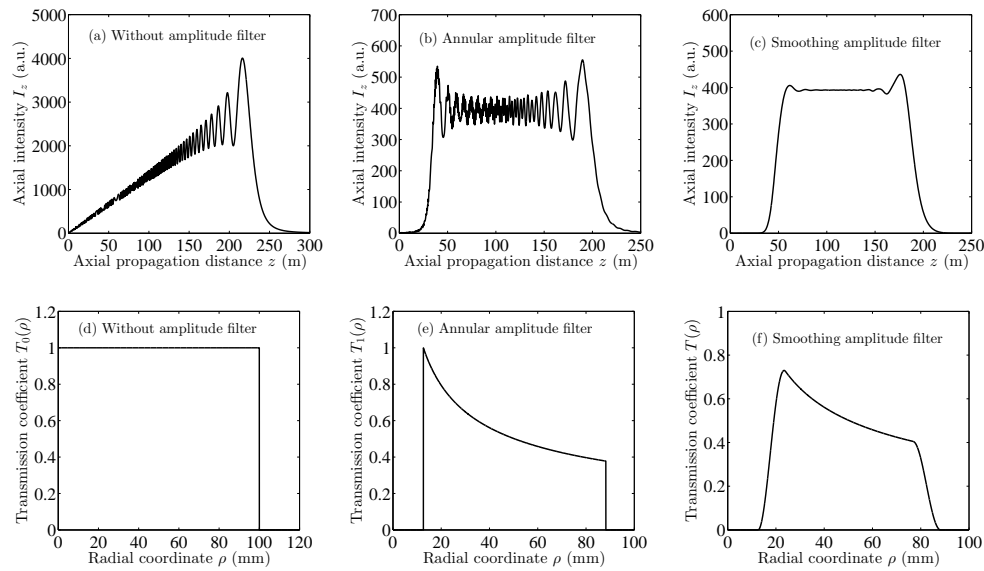 (a) Without amplitude filter
Axial intensity I_z (a.u.)
5000
4000
3000
2000
1000
0
0 50 100 150 200 250 300
Axial propagation distance z (m)
(b) Annular amplitude filter
Axial intensity I_z (a.u.)
700
600
500
400
300
200
100
0
0 50 100 150 200 250
Axial propagation distance z (m)
(c) Smoothing amplitude filter
Axial intensity I_z (a.u.)
600
500
400
300
200
100
0
0 50 100 150 200 250
Axial propagation distance z (m)
(d) Without amplitude filter
Transmission coefficient T_0(ρ)
1.2
1
0.8
0.6
0.4
0.2
0
0 20 40 60 80 100 120
Radial coordinate ρ (mm)
(e) Annular amplitude filter
Transmission coefficient T_1(ρ)
1.2
1
0.8
0.6
0.4
0.2
0
0 20 40 60 80 100
Radial coordinate ρ (mm)
(f) Smoothing amplitude filter
Transmission coefficient T(ρ)
1
0.8
0.6
0.4
0.2
0
0 20 40 60 80 100
Radial coordinate ρ (mm)